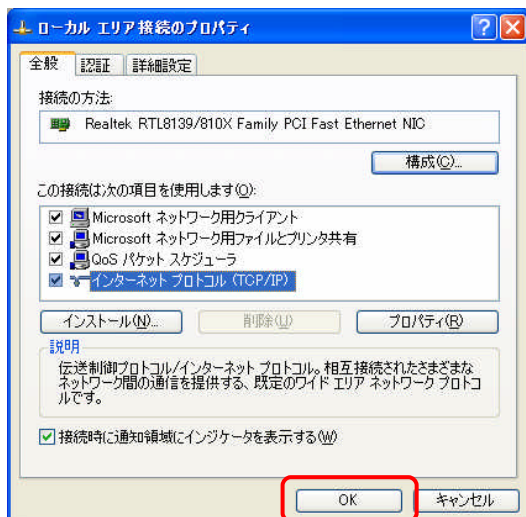 ローカル エリア接続のプロパティ
全般 認証 詳細設定
接続の方法:
Realtek RTL8139/810X Family PCI Fast Ethernet NIC
構成(C)...
この接続は次の項目を使用します(O):
Microsoft ネットワーク用クライアント
Microsoft ネットワーク用ファイルとプリンタ共有
QoS パケット スケジューラ
インターネット プロトコル (TCP/IP)
インストール(N)... 削除(U) プロパティ(R)
説明
伝送制御プロトコル/インターネット プロトコル。相互接続されたさまざまな
ネットワーク間の通信を提供する、既定のワイド エリア ネットワーク プロトコ
ルです。
接続時に通知領域にインジケータを表示する(W)
OK キャンセル